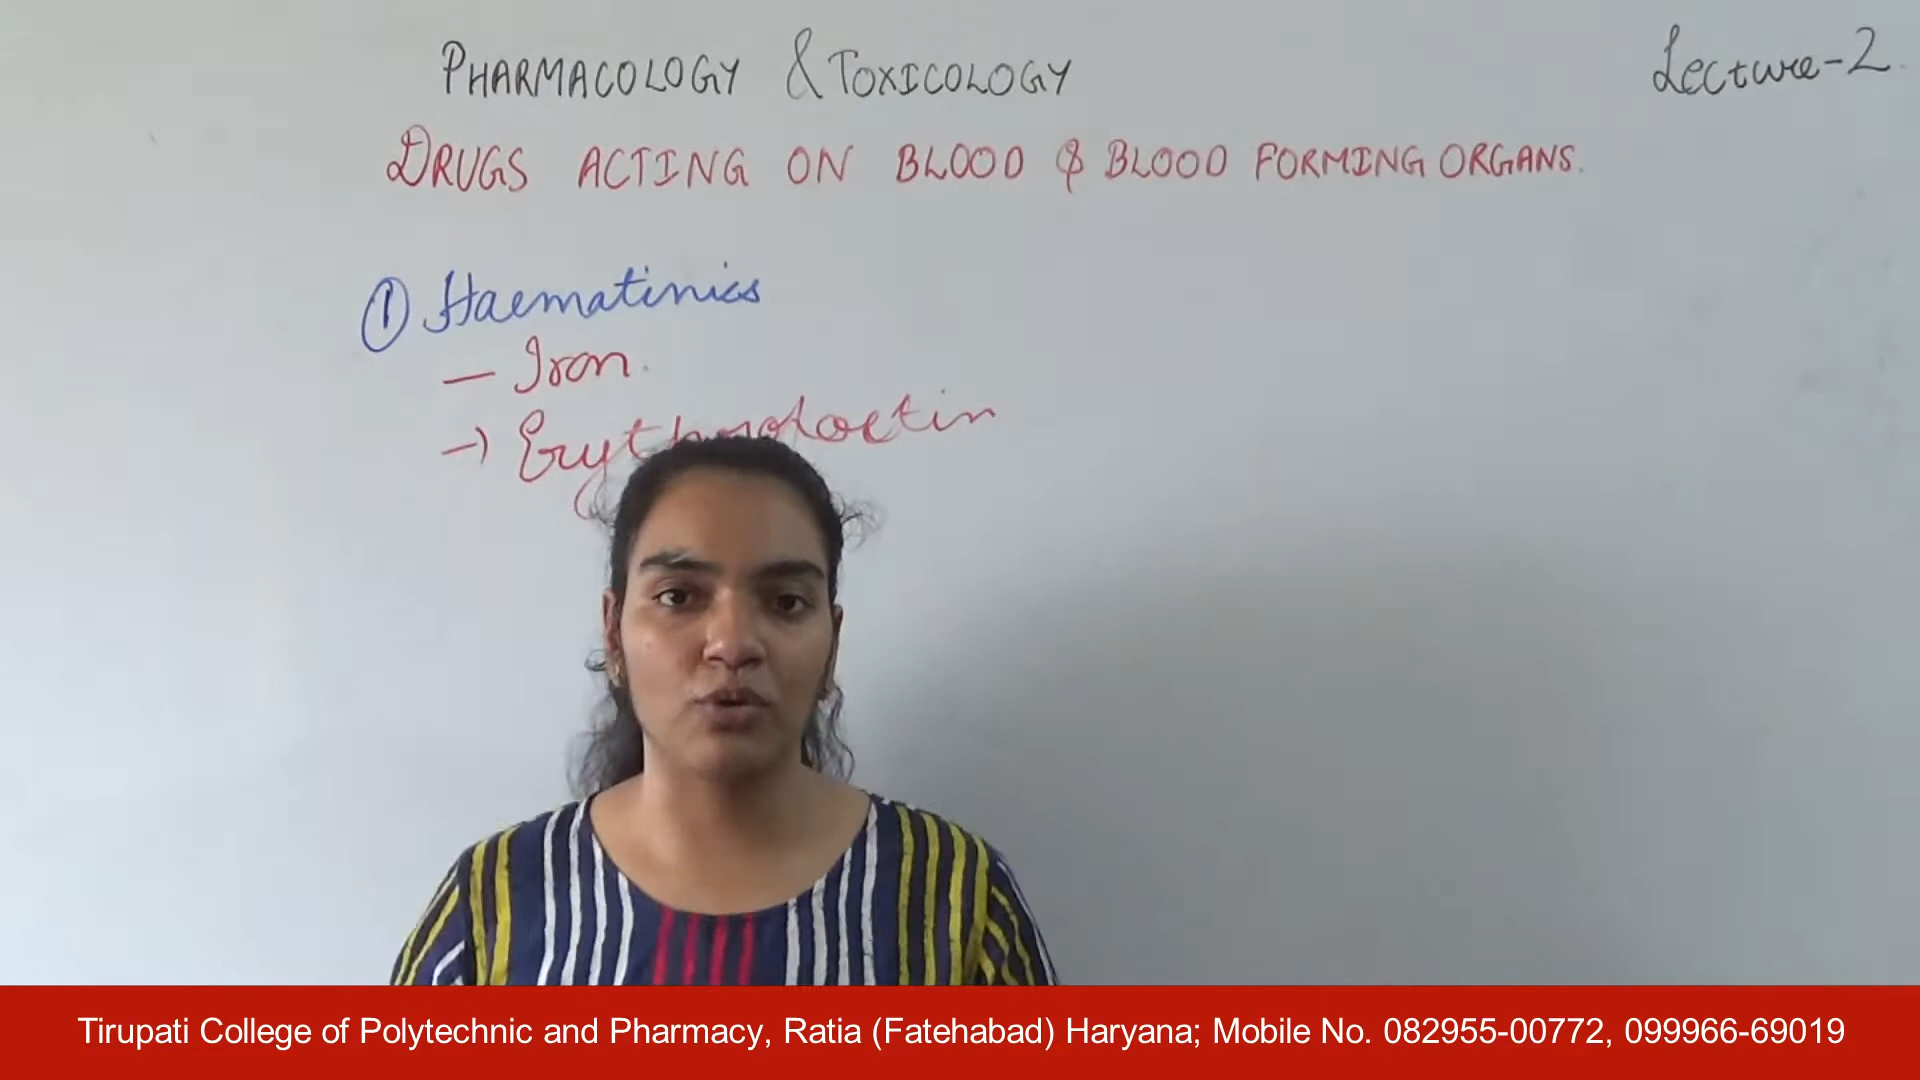 PHARMACOLOGY & TOXICOLOGY
Lecture-2.
DRUGS ACTING ON BLOOD & BLOOD FORMING ORGANS.
① Haematinics
— Iron.
→
Tirupati College of Polytechnic and Pharmacy, Ratia (Fatehabad) Haryana; Mobile No. 082955-00772, 099966-69019